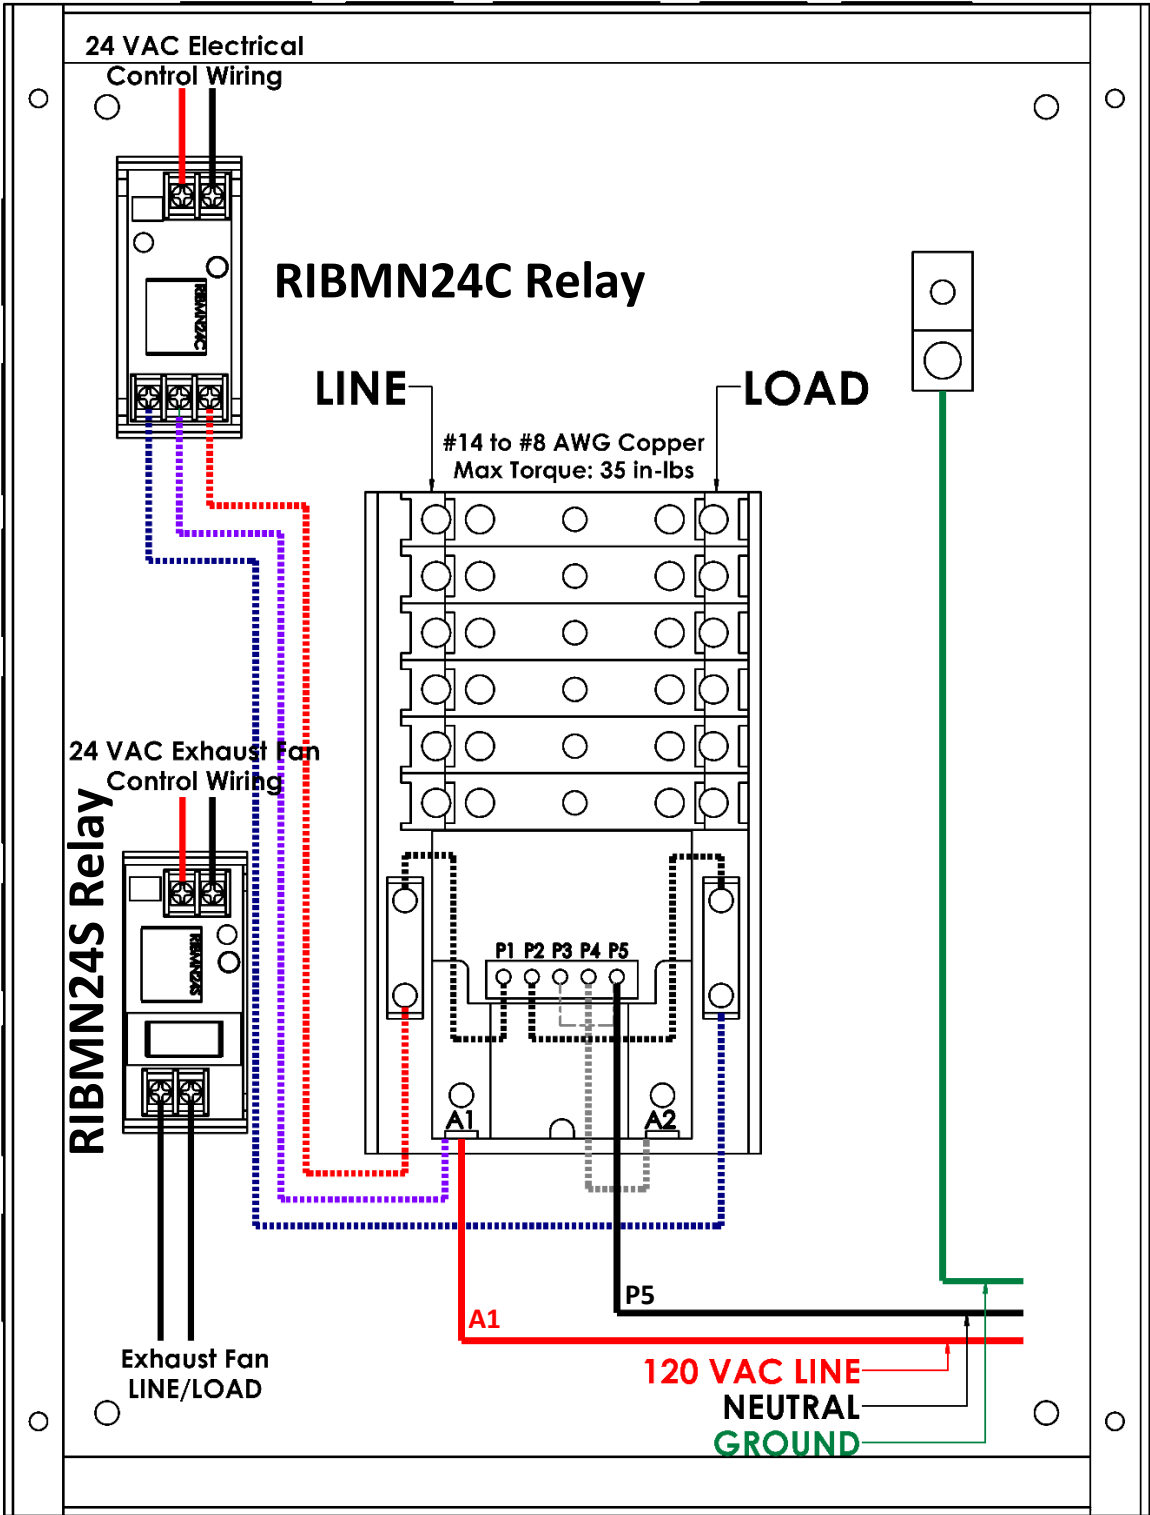 24 VAC Electrical
Control Wiring
RIBMN24C
RIBMN24C Relay
LINE
LOAD
#14 to #8 AWG Copper
Max Torque: 35 in-lbs
24 VAC Exhaust Fan
Control Wiring
RIBMN24S Relay
RIBMN24S
P1 P2 P3 P4 P5
A1
A2
P5
A1
Exhaust Fan
LINE/LOAD
120 VAC LINE
NEUTRAL
GROUND